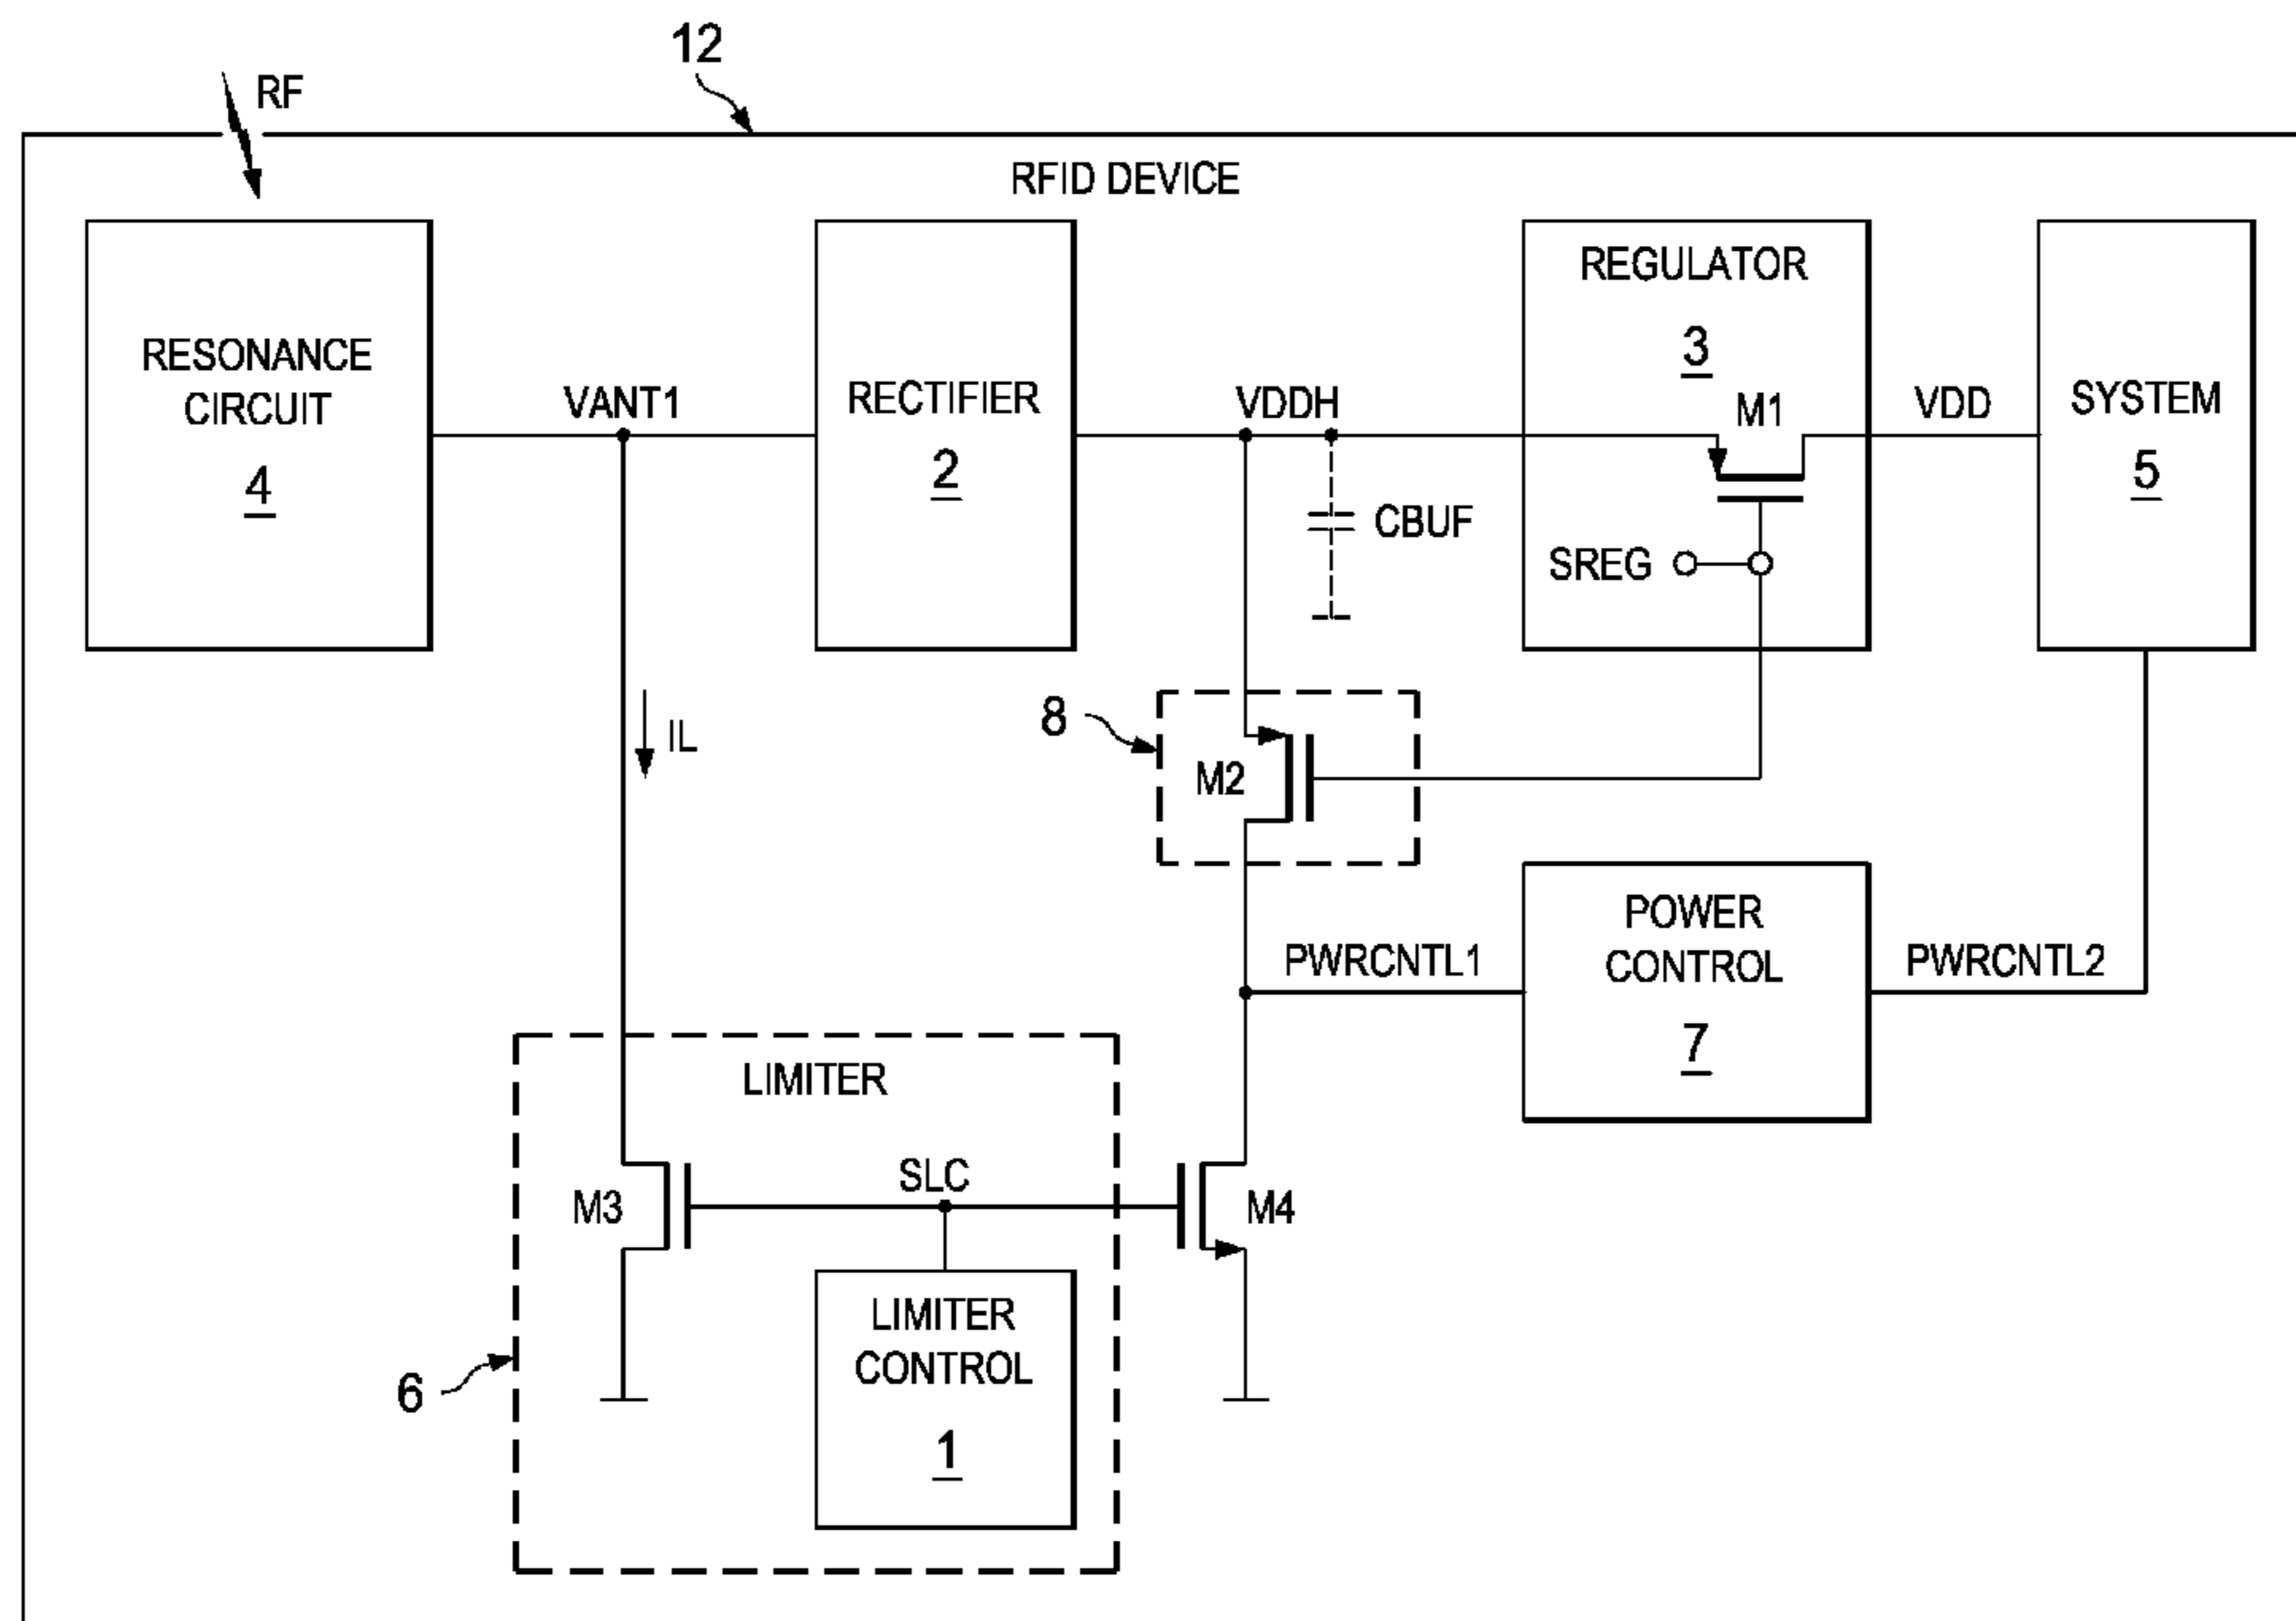 12
RF
RFID DEVICE
RESONANCE
CIRCUIT
4
VANT1
RECTIFIER
2
VDDH
CBUF
REGULATOR
3
M1
SREG
VDD
SYSTEM
5
IL
8
M2
PWRCNTL1
POWER
CONTROL
7
PWRCNTL2
LIMITER
M3
SLC
M4
LIMITER
CONTROL
1
6